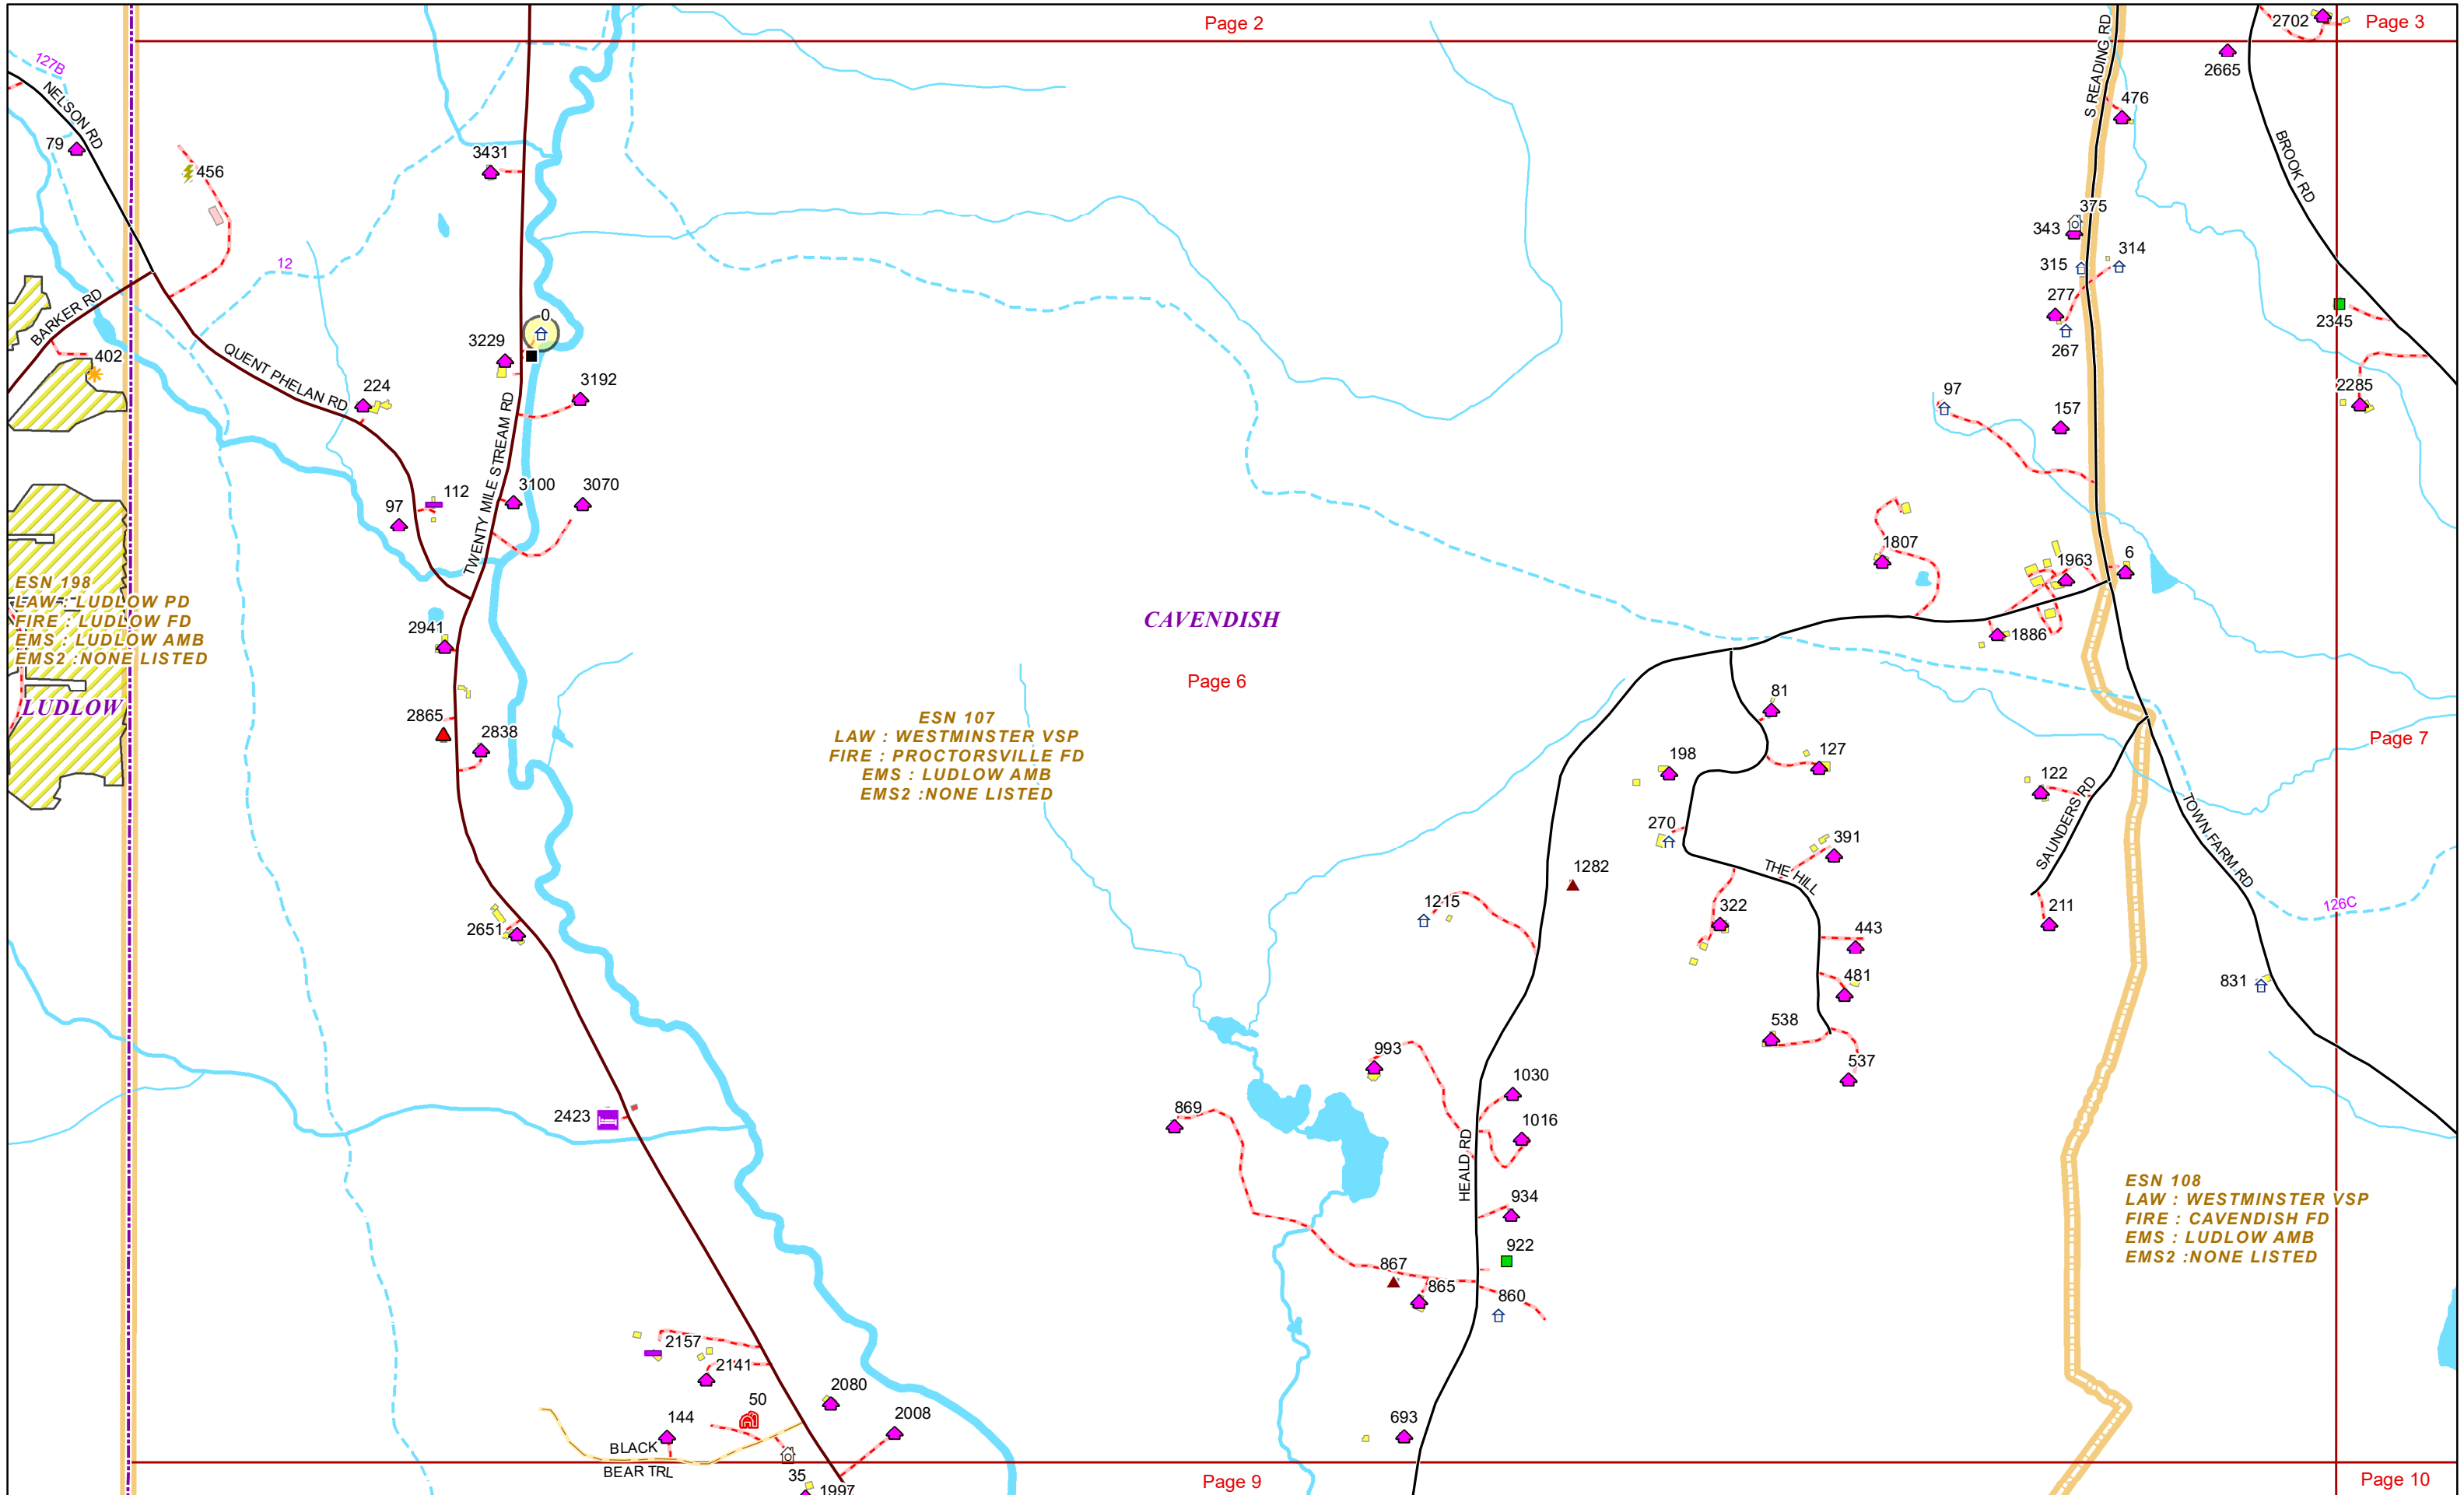 Page 2
2702
Page 3
2665
127B
NELSON RD
79
456
S READING RD
476
BROOK RD
3431
375
343
314
315
12
277
267
2345
BARKER RD
402
0
3229
QUENT PHELAN RD
224
3192
TWENTY MILE STREAM RD
97
157
2285
112
97
3100
3070
1807
1963
6
ESN 198
LAW : LUDLOW PD
FIRE : LUDLOW FD
EMS : LUDLOW AMB
EMS2 :NONE LISTED
LUDLOW
2941
CAVENDISH
1886
Page 6
81
2865
2838
ESN 107
LAW : WESTMINSTER VSP
FIRE : PROCTORSVILLE FD
EMS : LUDLOW AMB
EMS2 :NONE LISTED
198
127
Page 7
122
SAUNDERS RD
TOWN FARM RD
270
391
THE HILL
1282
1215
322
443
211
126C
2651
481
831
538
537
993
1030
2423
869
1016
HEALD RD
934
922
ESN 108
LAW : WESTMINSTER VSP
FIRE : CAVENDISH FD
EMS : LUDLOW AMB
EMS2 :NONE LISTED
867
865
860
2157
2141
2080
50
144
2008
693
BLACK
BEAR TRL
35
1997
Page 9
Page 10